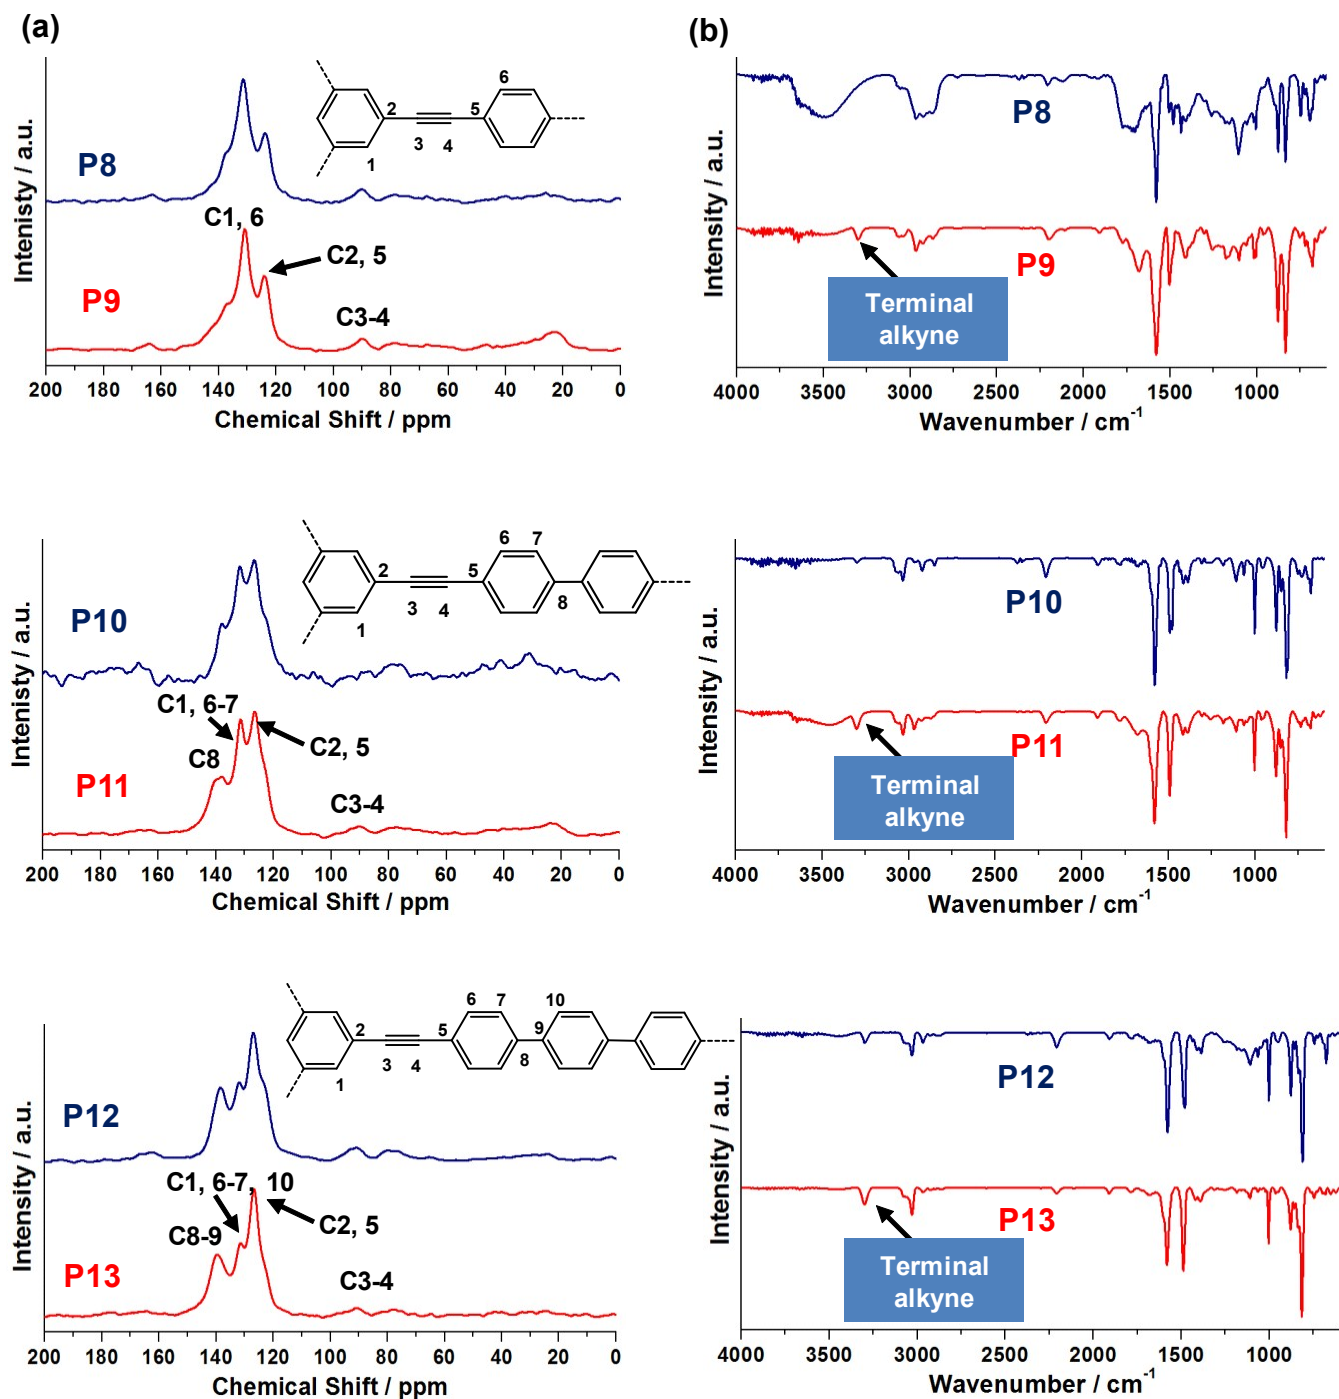 (a)
(b)
Intenisty / a.u.
P8
P9
1
2
3
4
5
6
C1, 6
C2, 5
C3-4
200 180 160 140 120 100 80 60 40 20 0
Chemical Shift / ppm
Intensity / a.u.
P8
P9
Terminal
alkyne
4000 3500 3000 2500 2000 1500 1000
Wavenumber / cm-1
Intenisty / a.u.
P10
P11
1
2
3
4
5
6
7
8
C1, 6-7
C2, 5
C8
C3-4
200 180 160 140 120 100 80 60 40 20 0
Chemical Shift / ppm
Intensity / a.u.
P10
P11
Terminal
alkyne
4000 3500 3000 2500 2000 1500 1000
Wavenumber / cm-1
Intenisty / a.u.
P12
P13
1
2
3
4
5
6
7
8
9
10
C1, 6-7, 10
C2, 5
C8-9
C3-4
200 180 160 140 120 100 80 60 40 20 0
Chemical Shift / ppm
Intensity / a.u.
P12
P13
Terminal
alkyne
4000 3500 3000 2500 2000 1500 1000
Wavenumber / cm-1